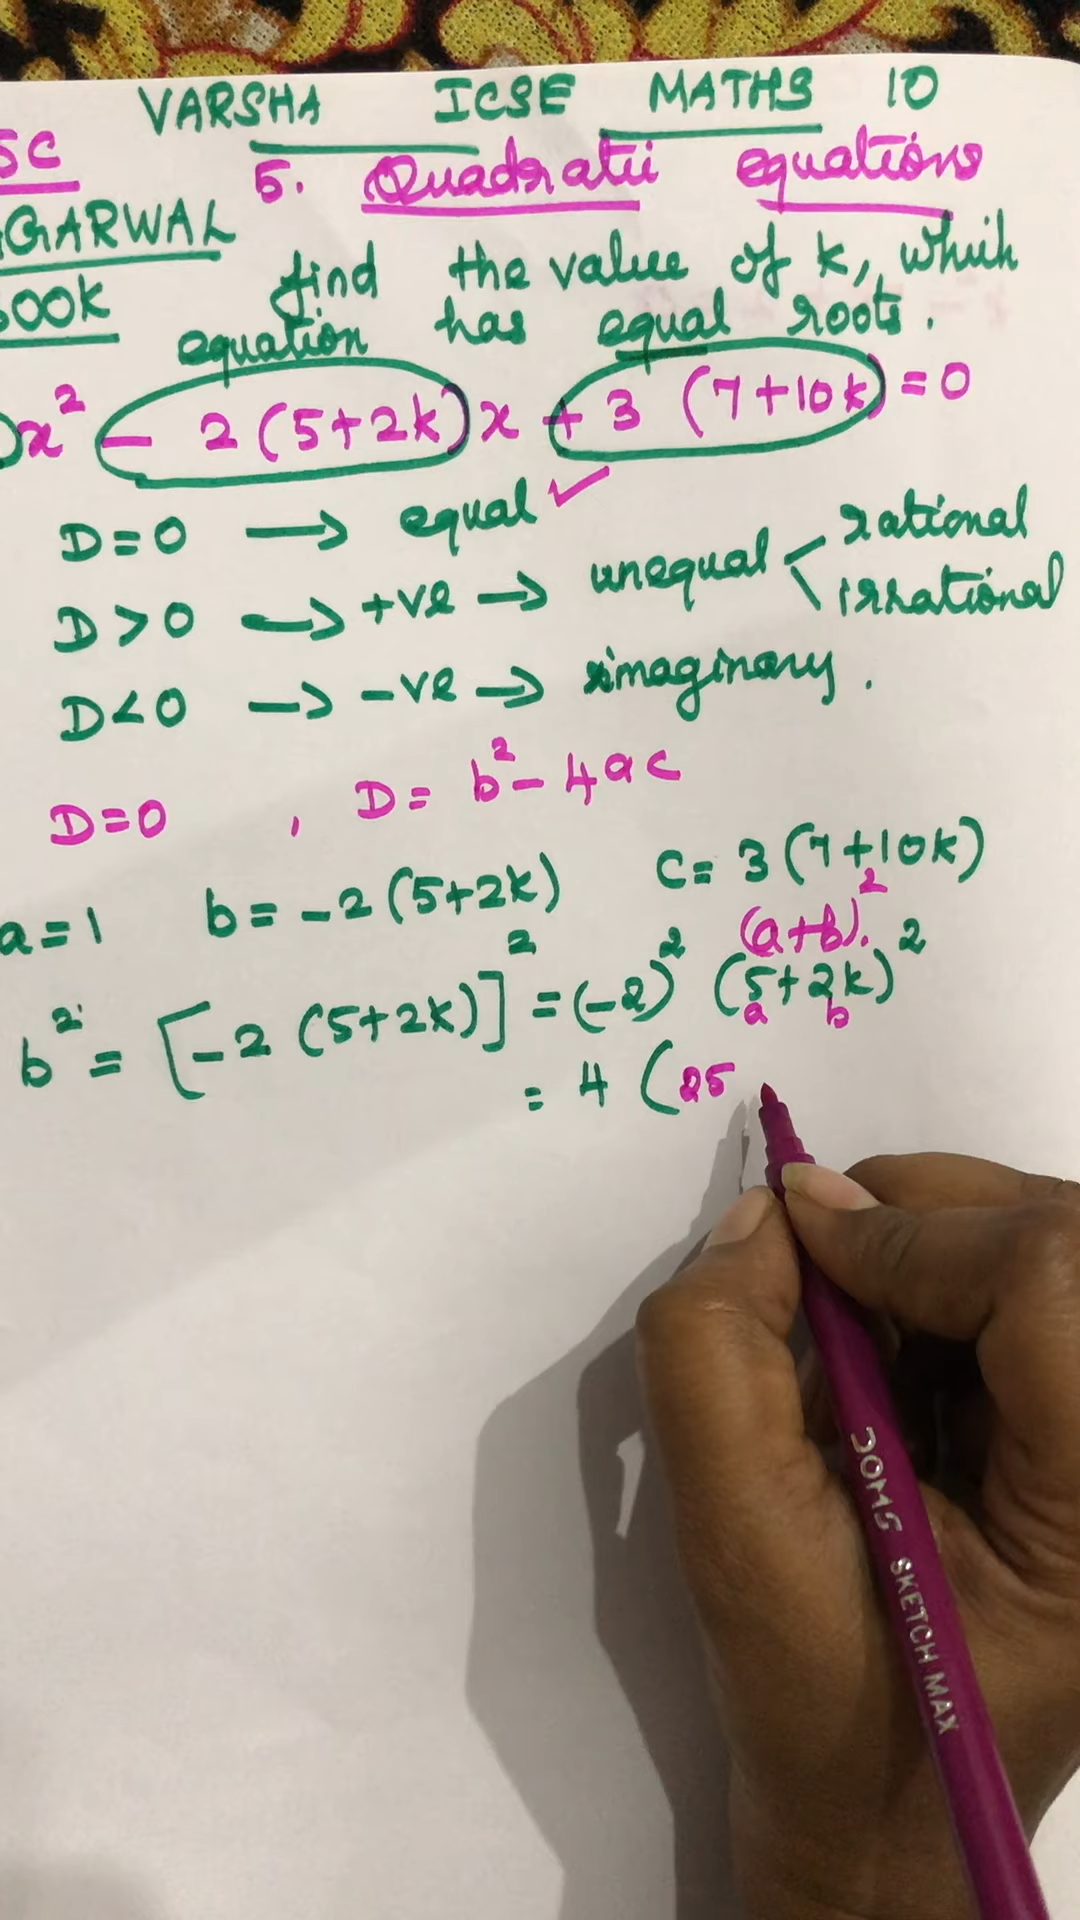 VARSHA ICSE MATHS 10
SC
5. Quadratic equations
GARWAL
find the value of k, which
OOK
equation has equal roots.
x² - 2(5+2k)x + 3 (7+10k) = 0
D=0 → equal ✓
D>0 → +ve → unequal < rational
irrational
D<0 → -ve → imaginary.
D=0 , D= b²-4ac
a=1 b=-2(5+2k) c= 3(7+10k)
(a+b)².
b² = [-2 (5+2k)]² = (-2)² (5+2k)²
a b
= 4 (25
DOMS SKETCH MAX